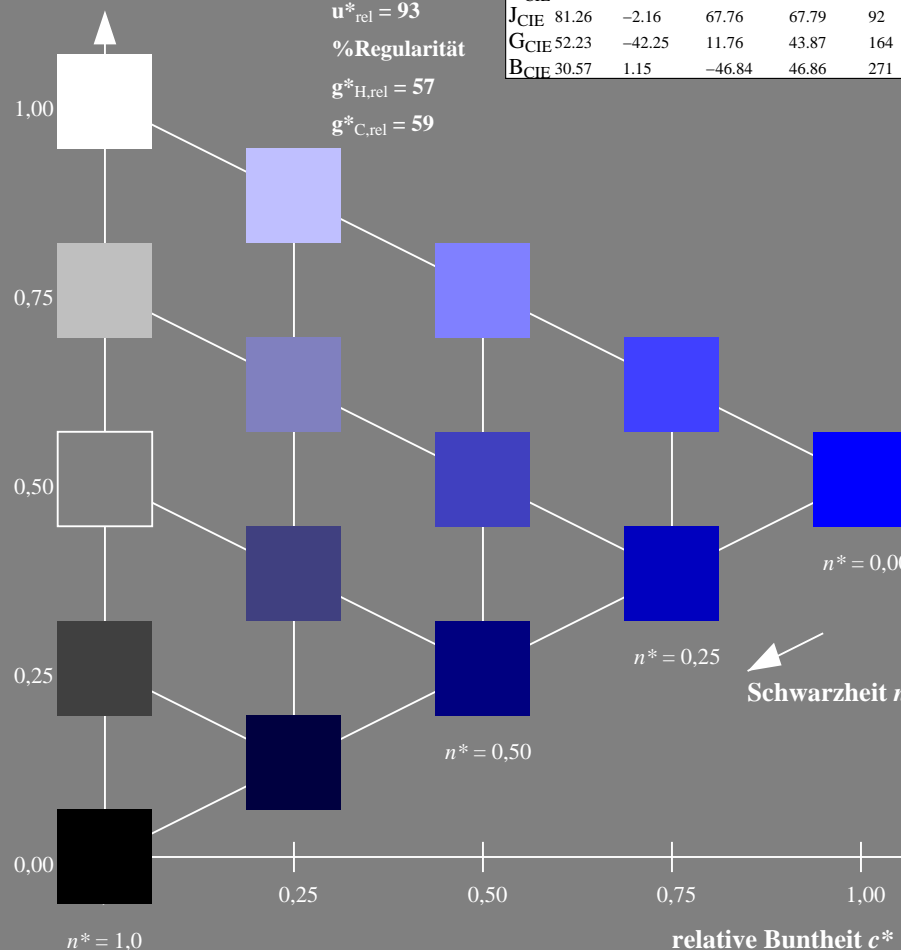 u*rel = 93
%Regularität
g*H,rel = 57
g*C,rel = 59
JCIE 81.26 −2.16 67.76 67.79 92
GCIE 52.23 −42.25 11.76 43.87 164
BCIE 30.57 1.15 −46.84 46.86 271
1,00
0,75
0,50
n* = 0,00
n* = 0,25
0,25
Schwarzheit
n* = 0,50
0,00
0,25 0,50 0,75 1,00
n* = 1,0
relative Buntheit c*